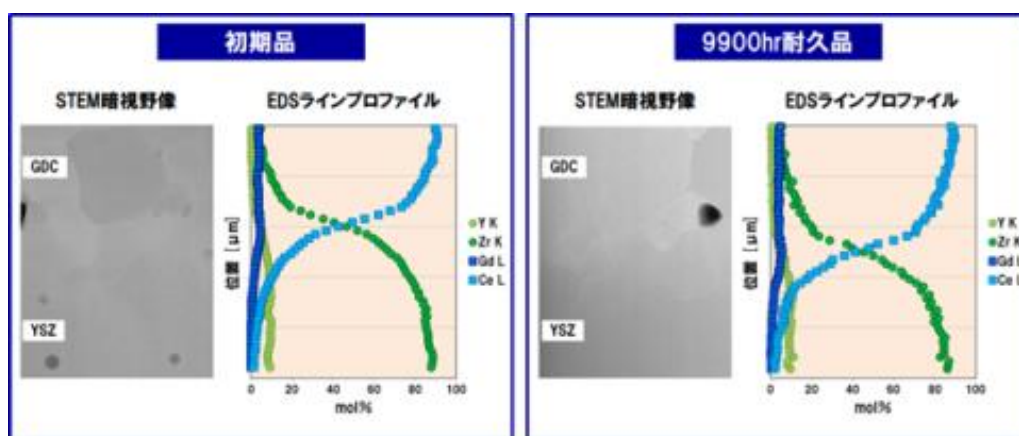 初期品
STEM暗視野像
EDSラインプロファイル
GDC
YSZ
位置 [μm]
Y K
Zr K
Gd L
Ce L
0 20 40 60 80 100
mol%
9900hr耐久品
STEM暗視野像
EDSラインプロファイル
GDC
YSZ
位置 [μm]
Y K
Zr K
Gd L
Ce L
0 20 40 60 80 100
mol%